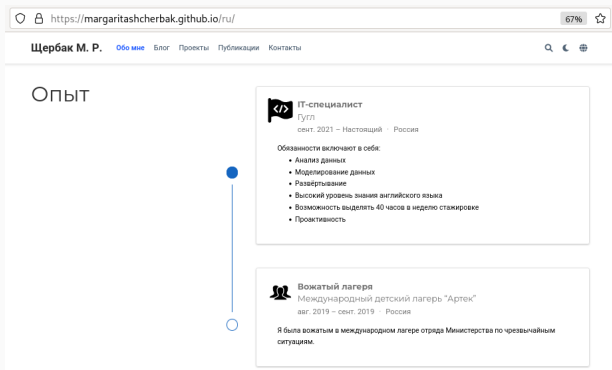 https://margaritashcherbak.github.io/ru/
67%
Щербак М. Р. Обо мне Блог Проекты Публикации Контакты
Опыт
IT-специалист
Гугл
сент. 2021 – Настоящий · Россия
Обязанности включают в себя:
• Анализ данных
• Моделирование данных
• Развёртывание
• Высокий уровень знания английского языка
• Возможность выделять 40 часов в неделю стажировке
• Проактивность
Вожатый лагеря
Международный детский лагерь “Артек”
авг. 2019 – сент. 2019 · Россия
Я была вожатым в международном лагере отряда Министерства по чрезвычайным
ситуациям.